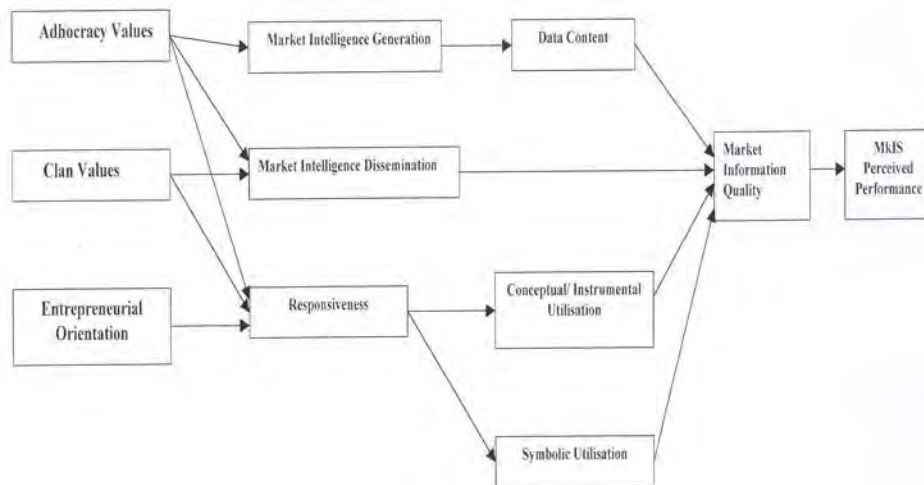 Adhocracy Values
Market Intelligence Generation
Data Content
Clan Values
Market Intelligence Dissemination
Market
Information
Quality
MkIS
Perceived
Performance
Entrepreneurial
Orientation
Responsiveness
Conceptual/ Instrumental
Utilisation
Symbolic Utilisation